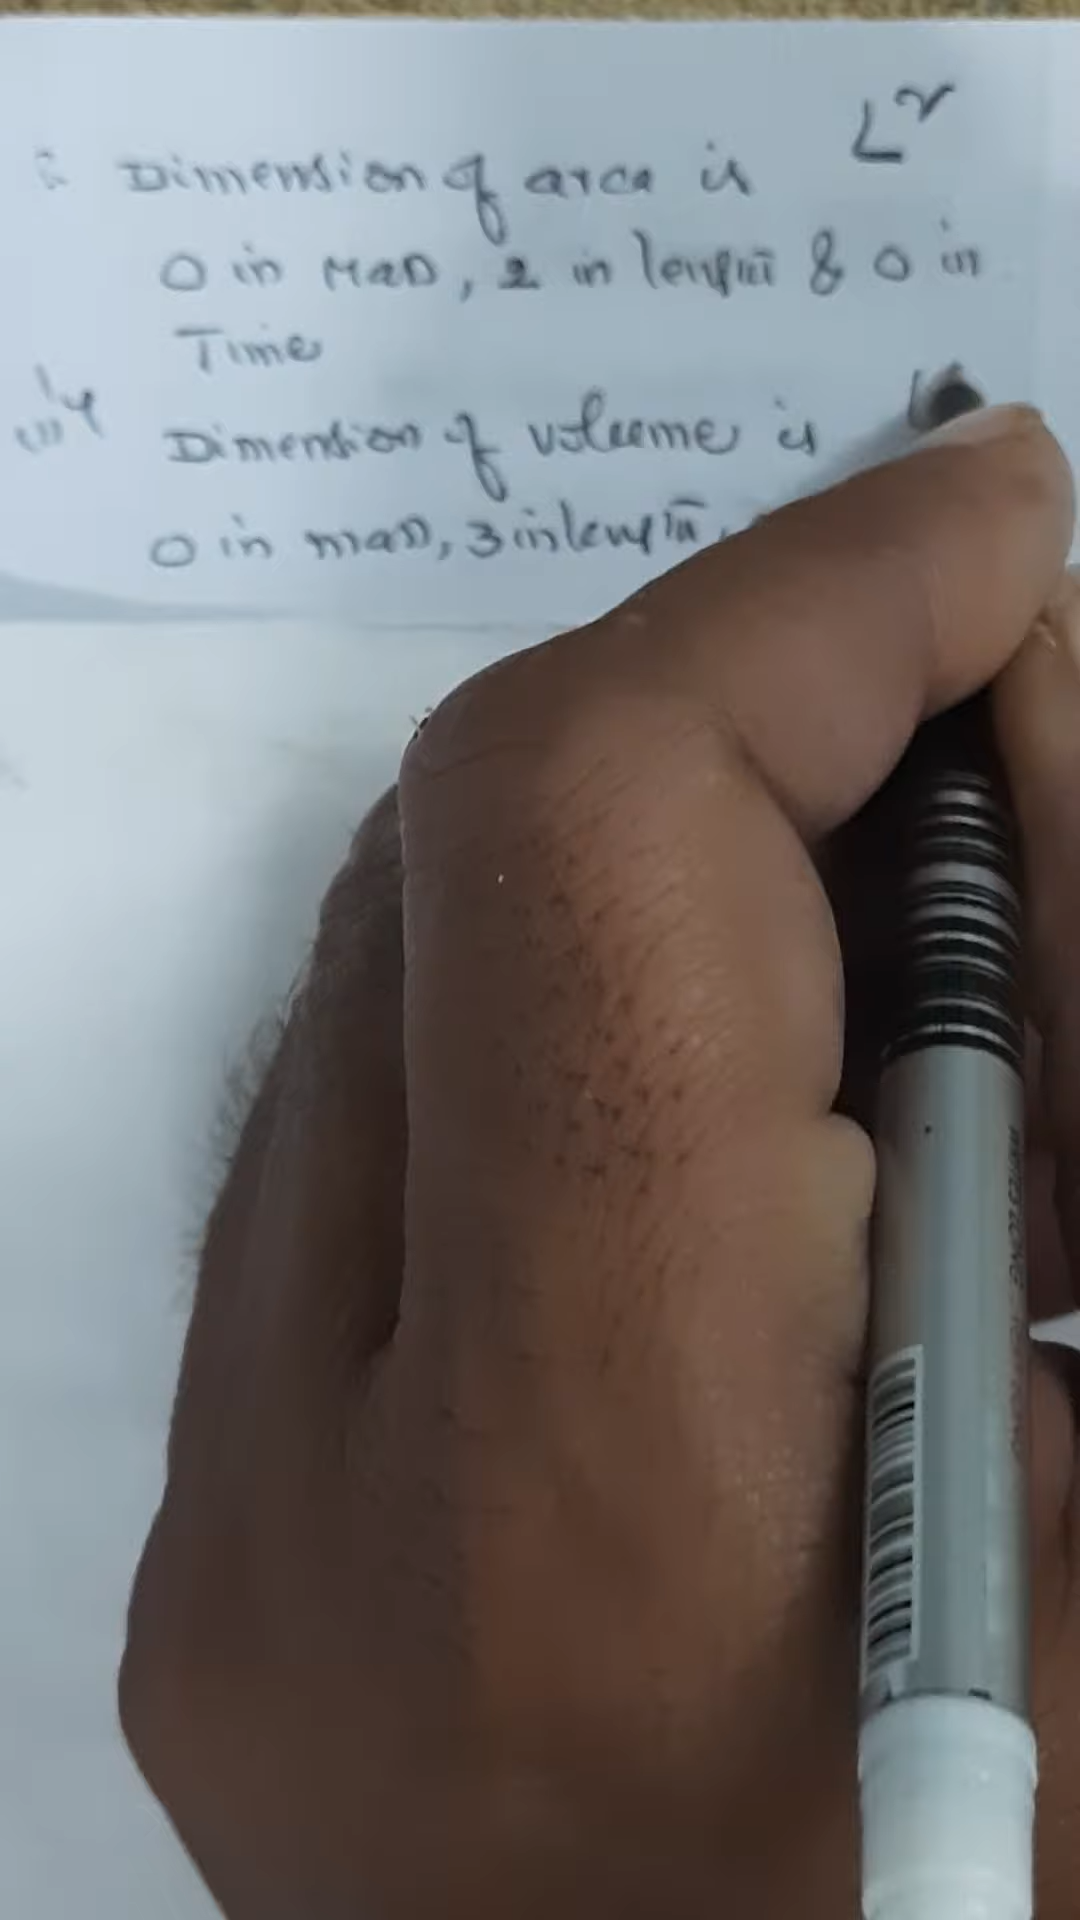 ∴ Dimension of area is L²
0 in Mass, 2 in length & 0 in
Time
|||ly Dimension of volume is
0 in mass, 3 in length,